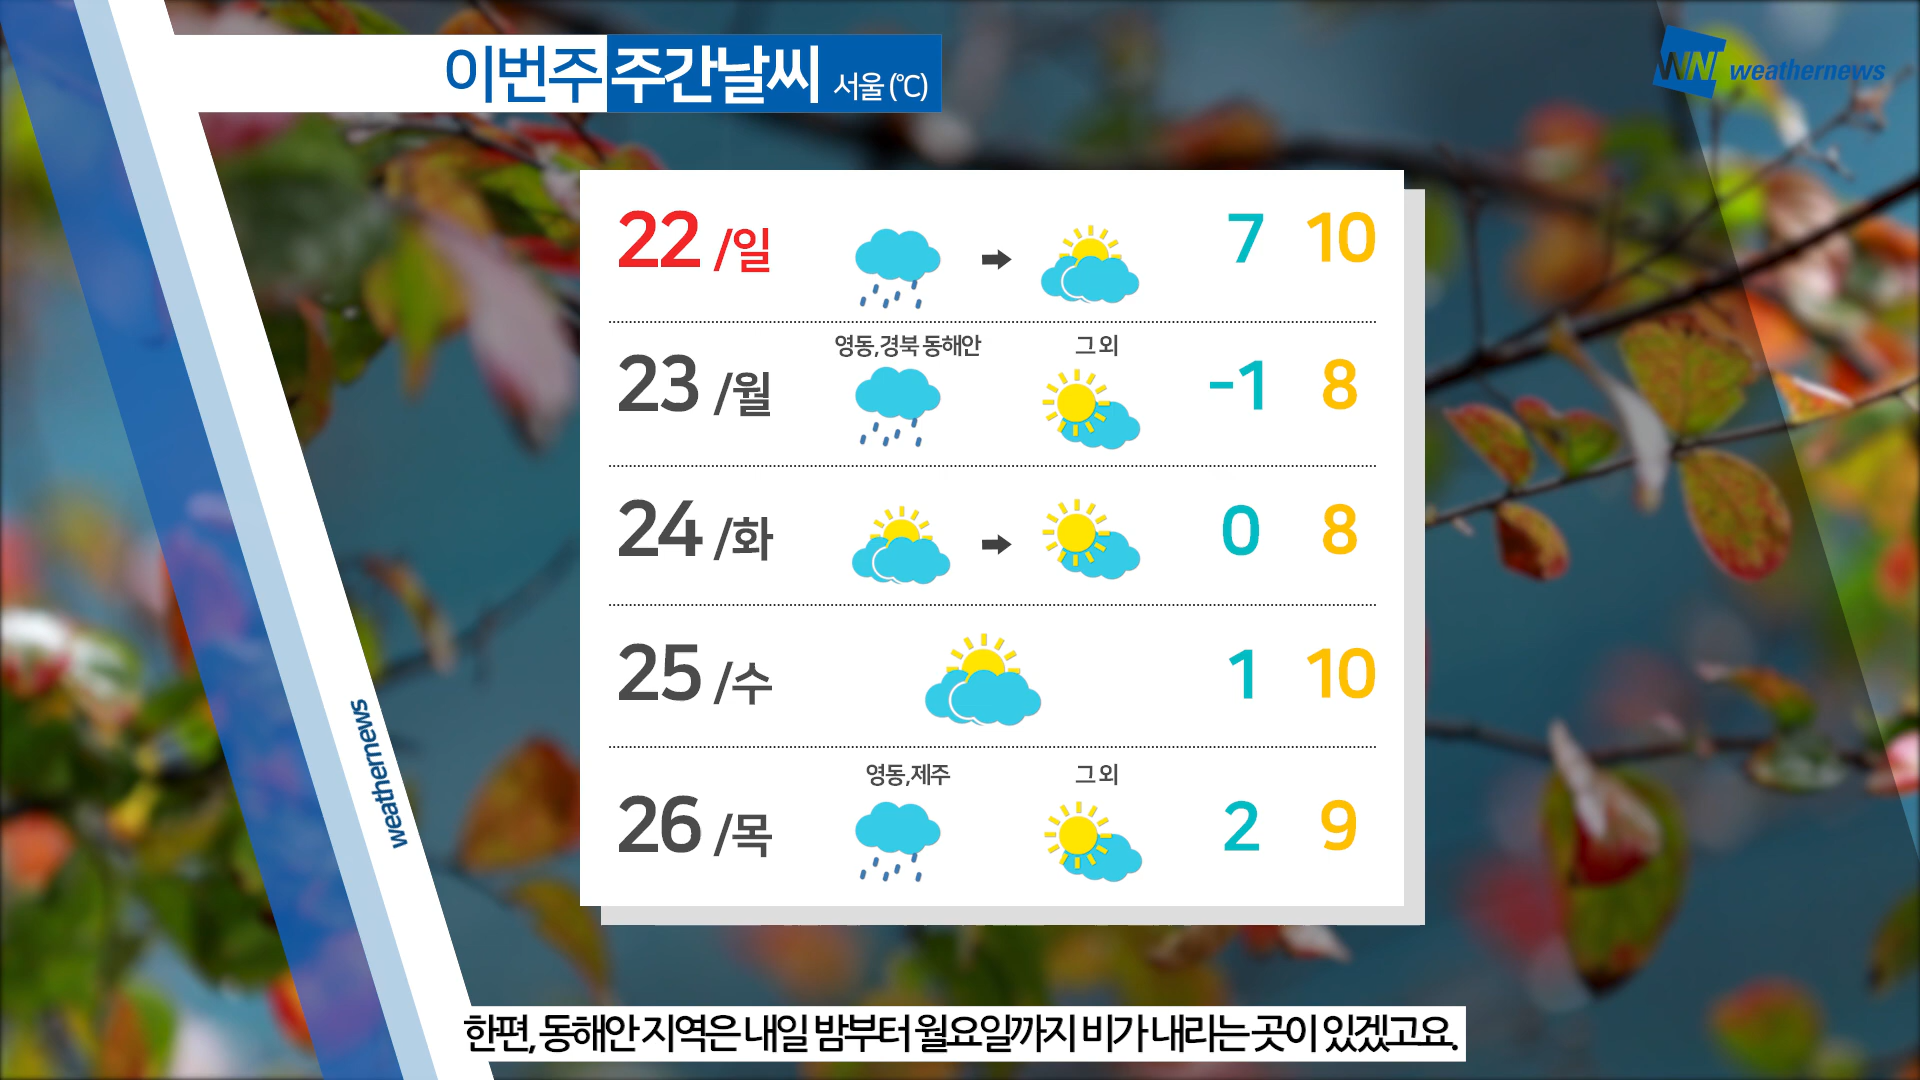 이번주 주간날씨 서울 (℃)
WNI weathernews
22 /일 7 10
영동,경북 동해안 그 외
23 /월 -1 8
24 /화 0 8
25 /수 1 10
영동,제주 그 외
26 /목 2 9
weathernews
한편, 동해안 지역은 내일 밤부터 월요일까지 비가 내리는 곳이 있겠고요.